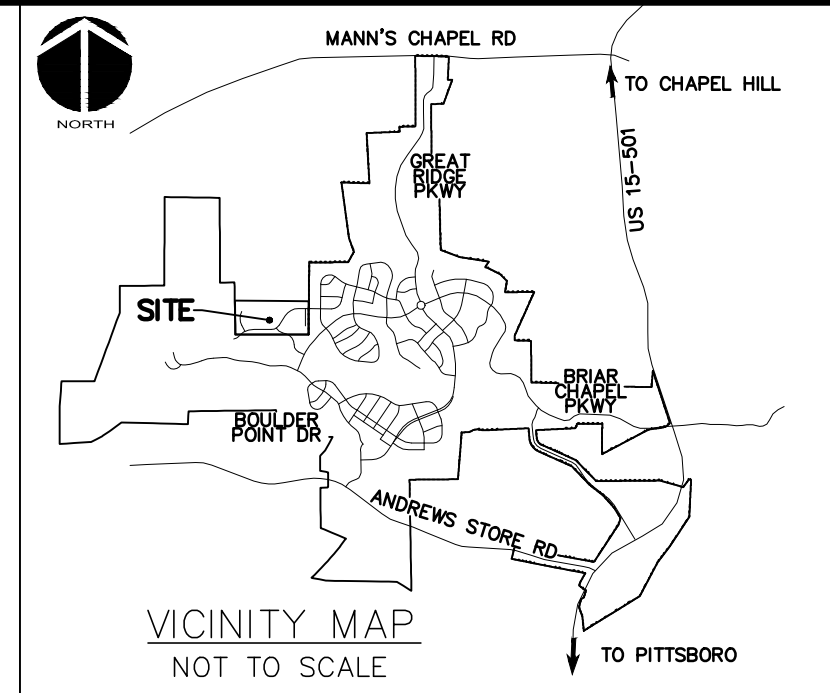 MANN'S CHAPEL RD
TO CHAPEL HILL
NORTH
US 15-501
GREAT
RIDGE
PKWY
SITE
BRIAR
CHAPEL
PKWY
BOULDER
POINT DR
ANDREWS STORE RD
VICINITY MAP
NOT TO SCALE
TO PITTSBORO